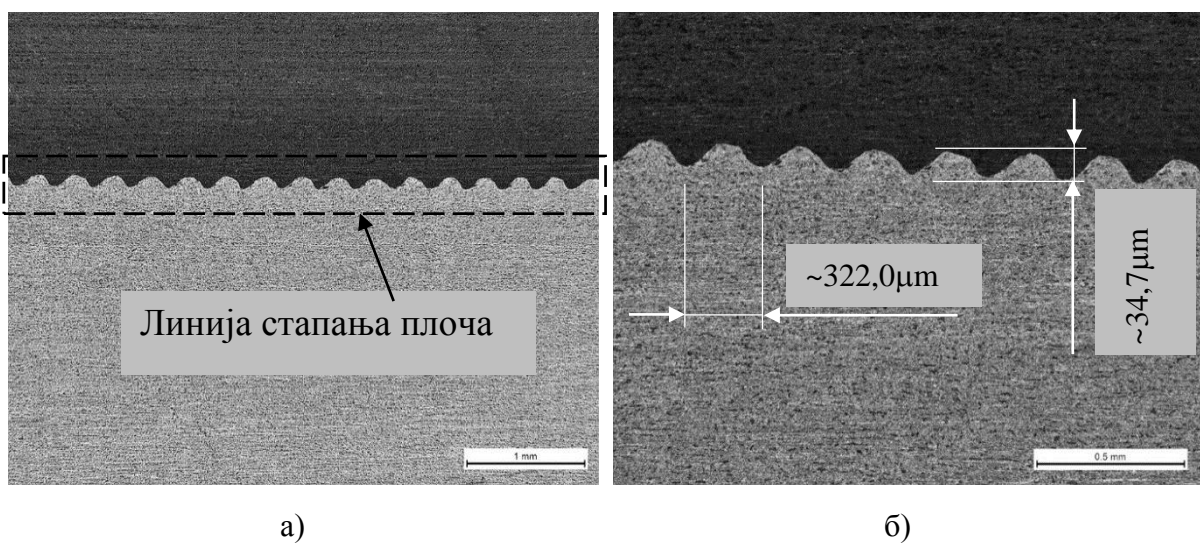 Линија стапања плоча
1 mm
~322,0µm
~34,7µm
0.5 mm
а)
б)